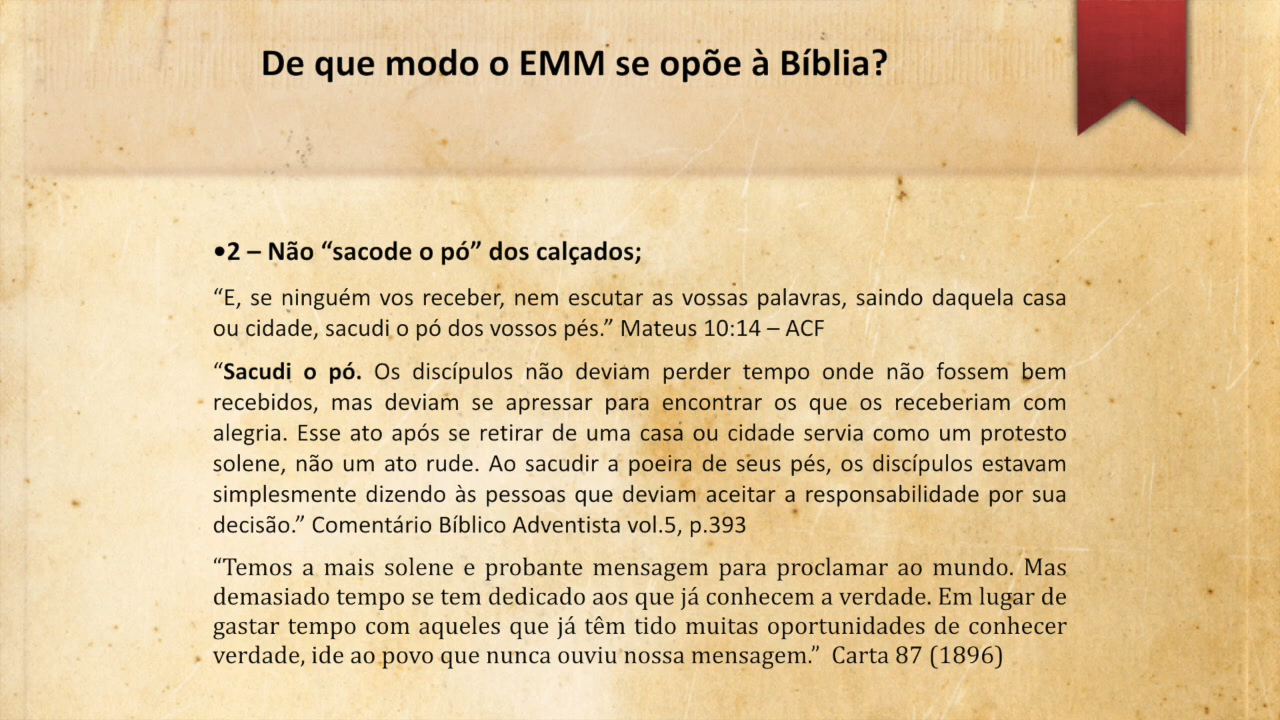 De que modo o EMM se opõe à Bíblia?
•2 – Não “sacode o pó” dos calçados;
“E, se ninguém vos receber, nem escutar as vossas palavras, saindo daquela casa
ou cidade, sacudi o pó dos vossos pés.” Mateus 10:14 – ACF
“Sacudi o pó. Os discípulos não deviam perder tempo onde não fossem bem
recebidos, mas deviam se apressar para encontrar os que os receberiam com
alegria. Esse ato após se retirar de uma casa ou cidade servia como um protesto
solene, não um ato rude. Ao sacudir a poeira de seus pés, os discípulos estavam
simplesmente dizendo às pessoas que deviam aceitar a responsabilidade por sua
decisão.” Comentário Bíblico Adventista vol.5, p.393
“Temos a mais solene e probante mensagem para proclamar ao mundo. Mas
demasiado tempo se tem dedicado aos que já conhecem a verdade. Em lugar de
gastar tempo com aqueles que já têm tido muitas oportunidades de conhecer
verdade, ide ao povo que nunca ouviu nossa mensagem.” Carta 87 (1896)